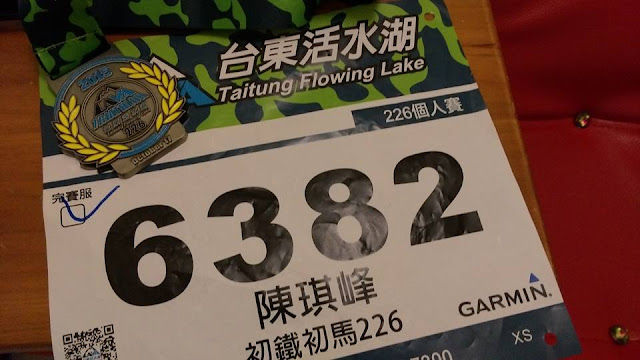 台東活水湖
Taitung Flowing Lake
226個人賽
完賽服
6382
陳琪峰
初鐵初馬226
GARMIN.
XS